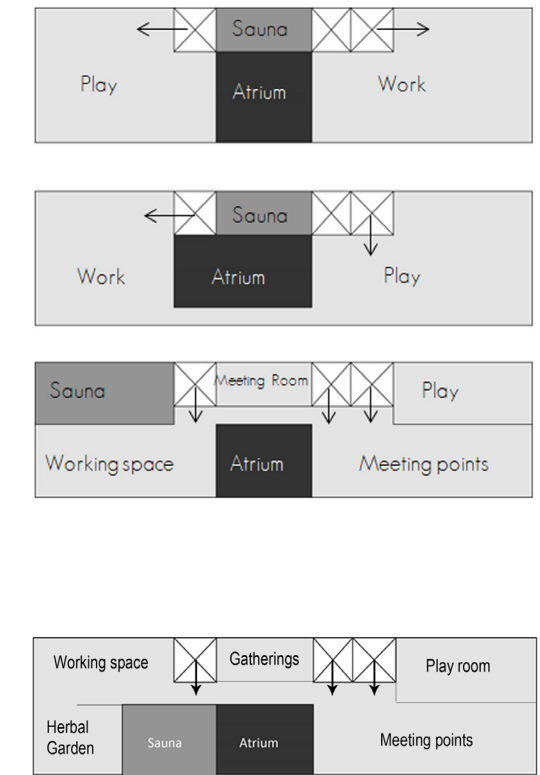 Sauna
Play
Atrium
Work
Sauna
Work
Atrium
Play
Meeting Room
Sauna
Play
Working space
Atrium
Meeting points
Working space
Gatherings
Play room
Herbal
Garden
Sauna
Atrium
Meeting points